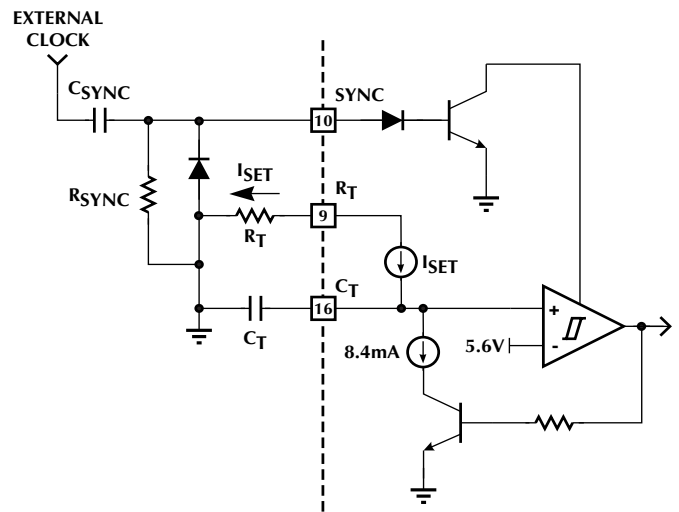 EXTERNAL
CLOCK
CSYNC
10
SYNC
RSYNC
ISET
RT
9
RT
ISET
CT
16
CT
8.4mA
5.6V
+
-